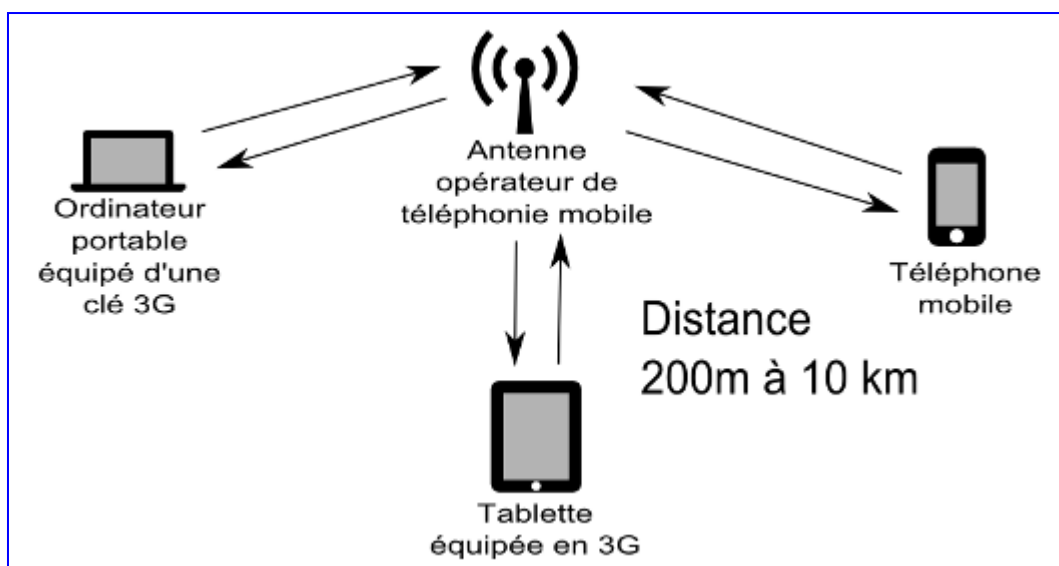 Antenne
opérateur de
téléphonie mobile
Ordinateur
portable
équipé d'une
clé 3G
Téléphone
mobile
Distance
200m à 10 km
Tablette
équipée en 3G